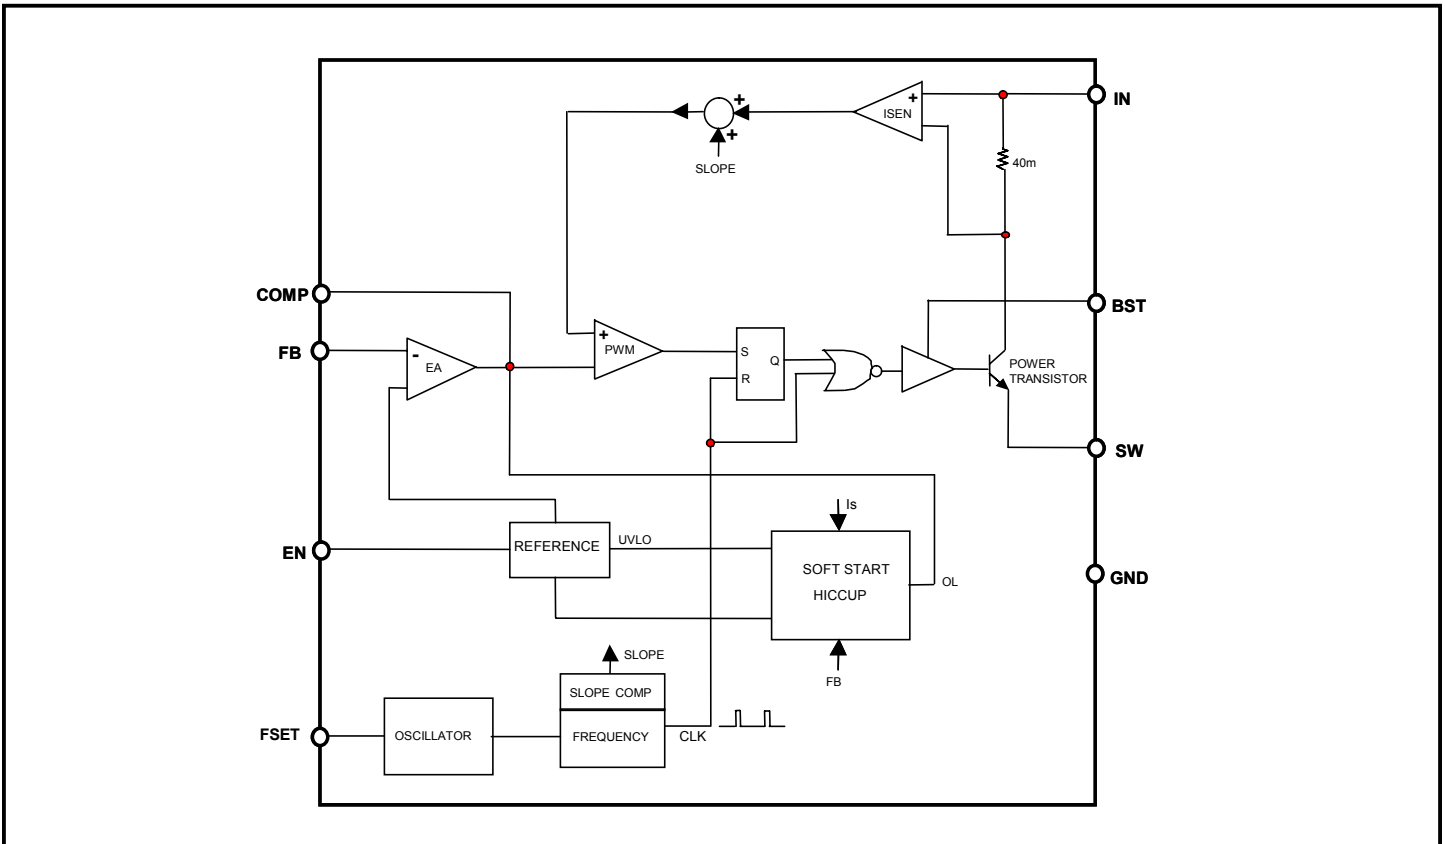 IN
+
ISEN
+
+
SLOPE
40m
COMP
BST
FB
-
EA
+
PWM
S
Q
R
POWER
TRANSISTOR
SW
Is
EN
REFERENCE
UVLO
SOFT START
HICCUP
OL
GND
SLOPE
FB
SLOPE COMP
FSET
OSCILLATOR
FREQUENCY
CLK